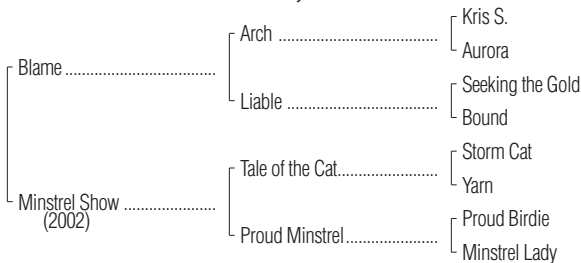 Kris S.
Arch ........................................
Aurora
Blame ......................................
Seeking the Gold
Liable ......................................
Bound
Storm Cat
Tale of the Cat.........................
Yarn
Minstrel Show .......................
(2002)
Proud Birdie
Proud Minstrel.......................
Minstrel Lady